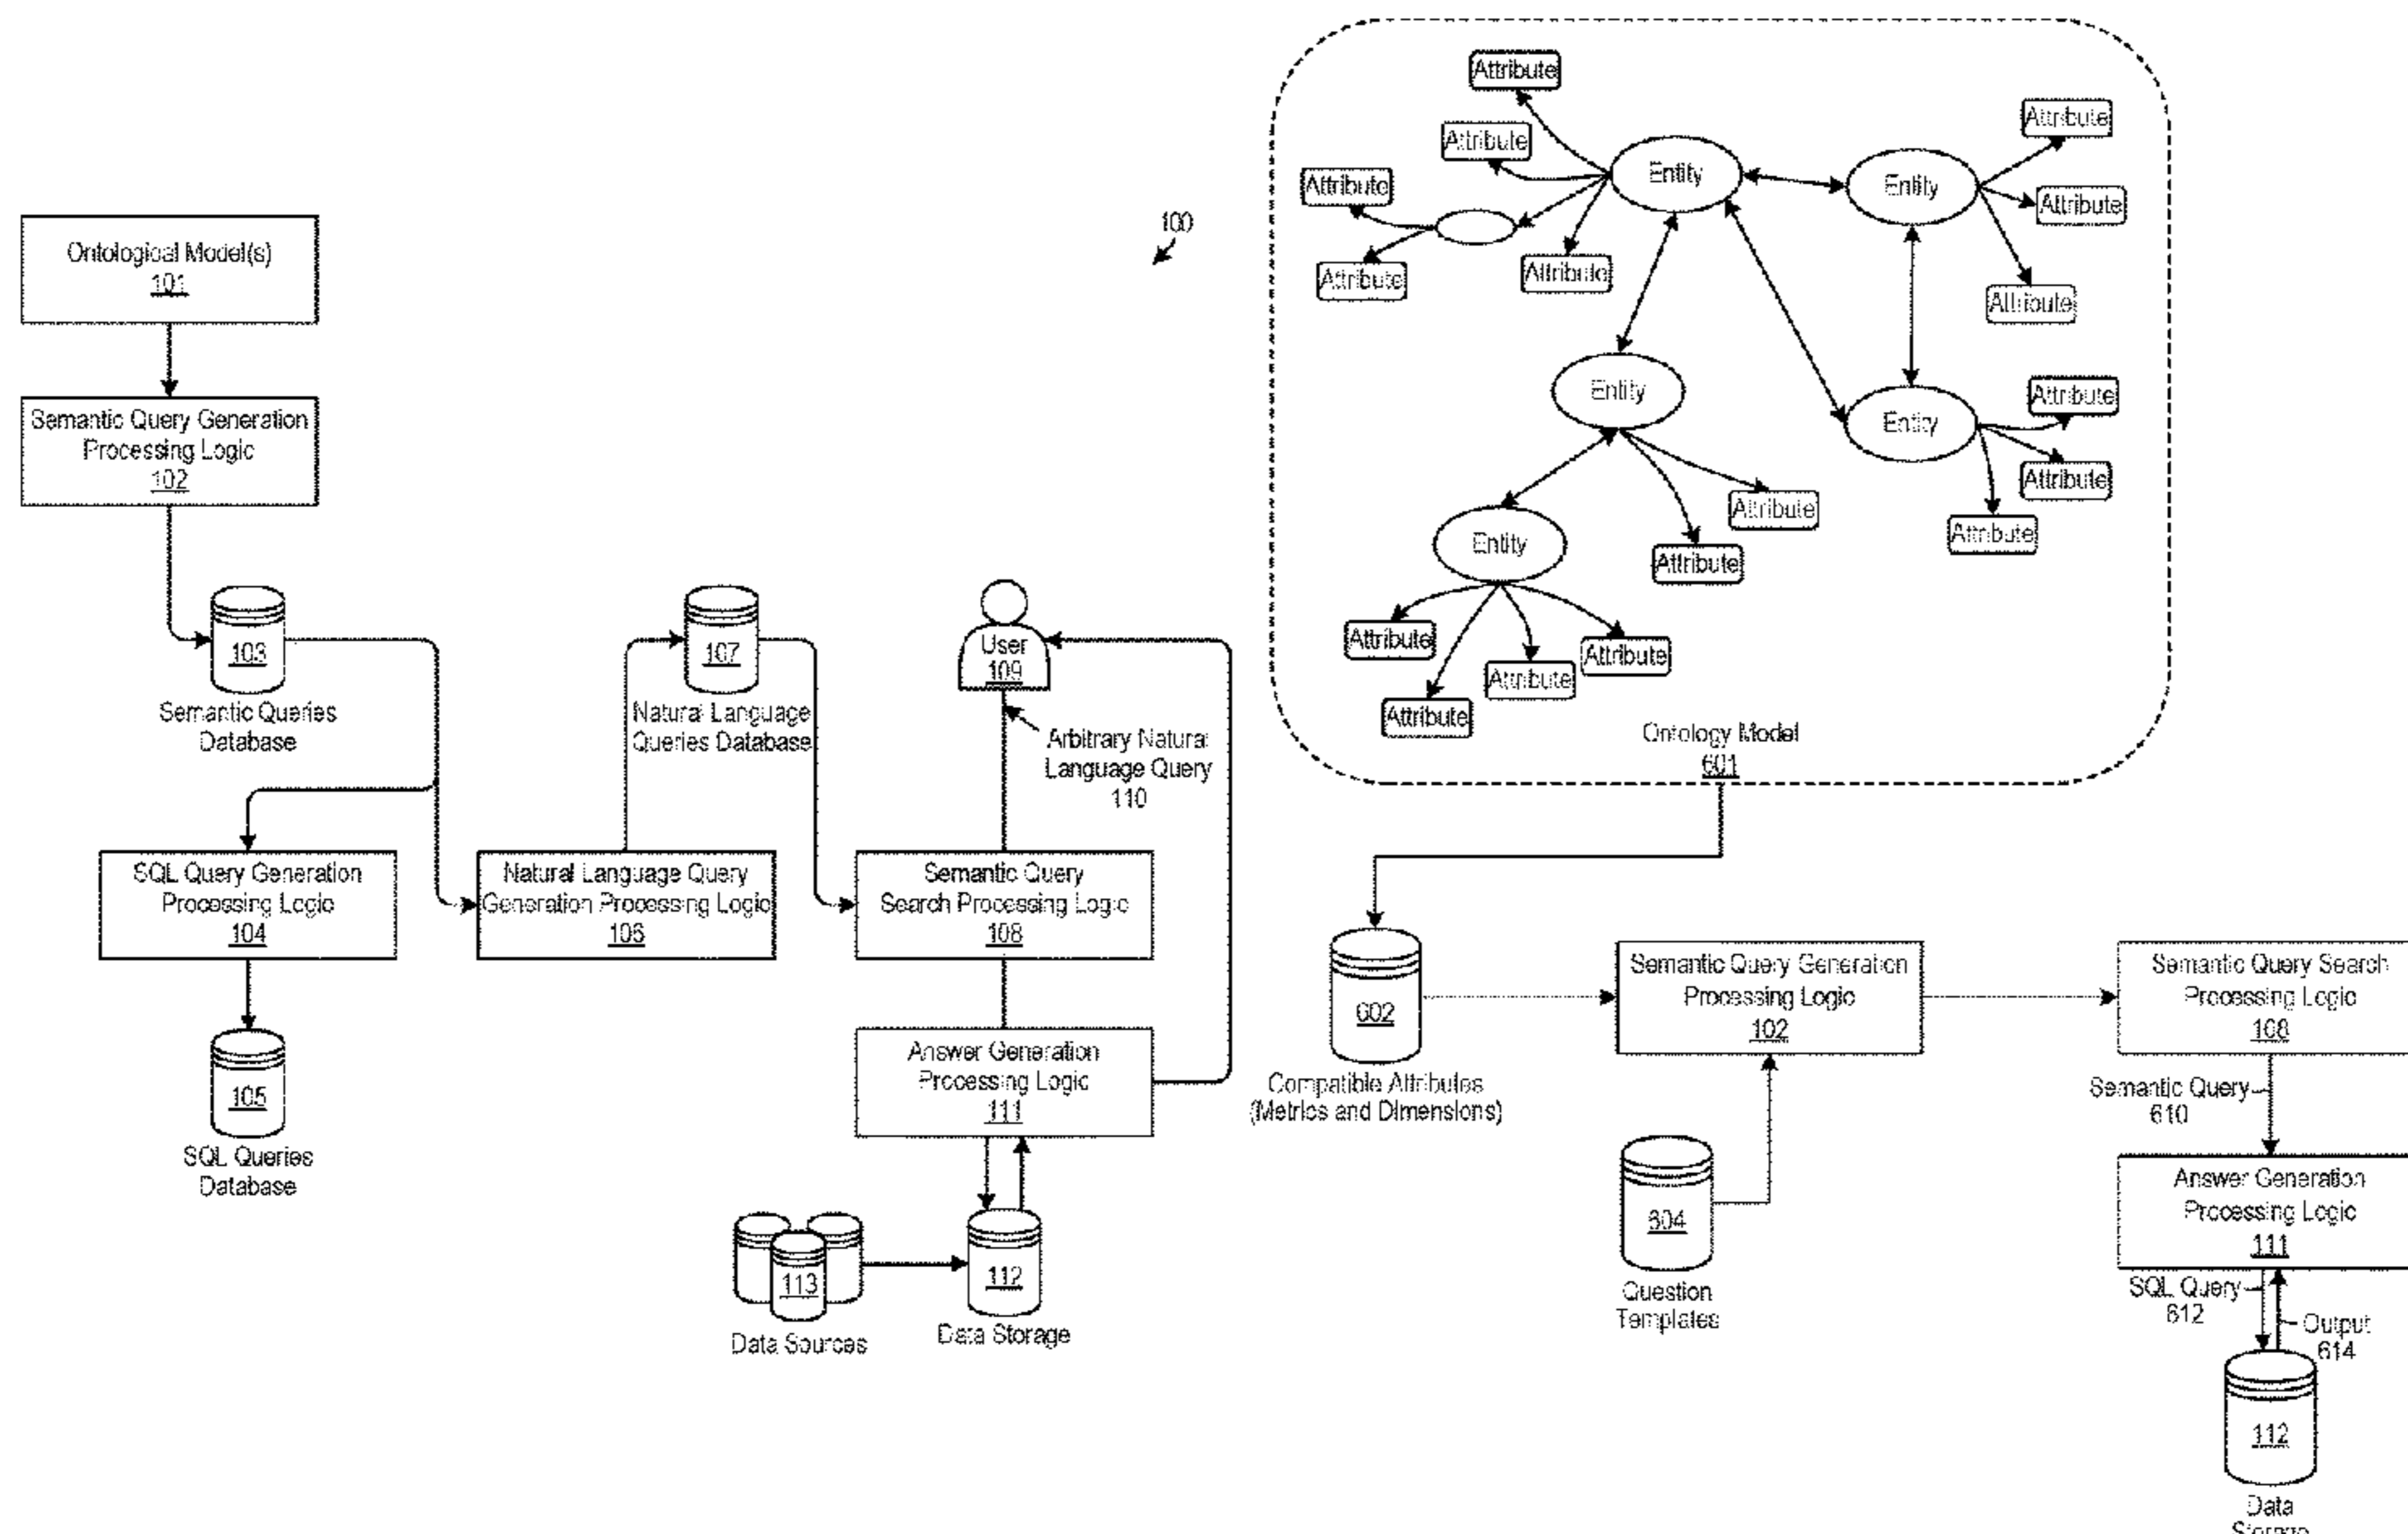 Ontological Model(s)
101
Semantic Query Generation
Processing Logic
102
103
Semantic Queries
Database
SQL Query Generation
Processing Logic
104
105
SQL Queries
Database
Natural Language Query
Generation Processing Logic
106
107
Natural Language
Queries Database
User
109
Arbitrary Natural
Language Query
110
Semantic Query
Search Processing Logic
108
Answer Generation
Processing Logic
111
113
Data Sources
112
Data Storage
100
Attribute
Attribute
Attribute
Attribute
Attribute
Entity
Entity
Attribute
Attribute
Attribute
Entity
Entity
Attribute
Attribute
Attribute
Attribute
Attribute
Entity
Attribute
Attribute
Attribute
Attribute
Ontology Model
601
602
Compatible Attributes
(Metrics and Dimensions)
Semantic Query Generation
Processing Logic
102
604
Question
Templates
Semantic Query Search
Processing Logic
108
Semantic Query
610
Answer Generation
Processing Logic
111
SQL Query
612
Output
614
112
Data
Storage